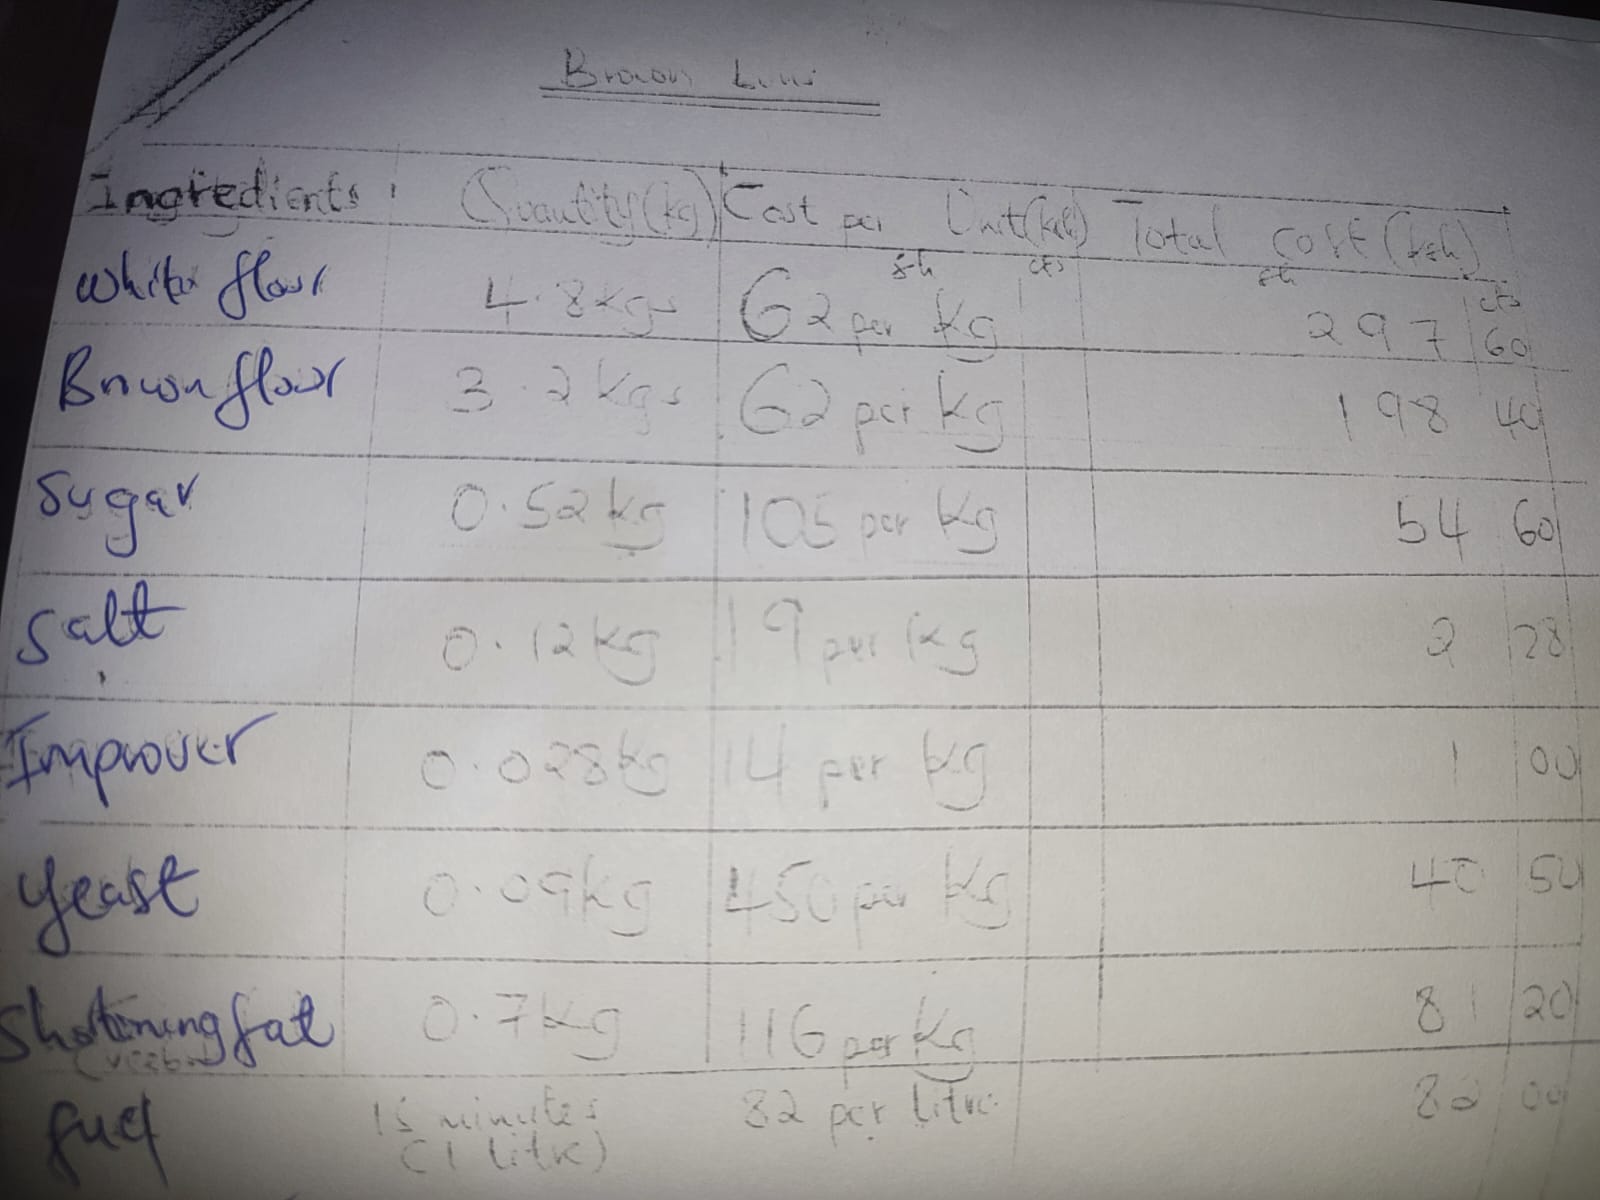 Brown
Ingredients Quantity (kg) Cost per Unit (ksh) Total cost (ksh)
sh cts sh cts
White flour 4.8kgs 62 per kg 297 60
Brown flour 3.2kgs 62 per kg 198 40
Sugar 0.52kg 105 per kg 54 60
Salt 0.12kg 19 per kg 2 28
Improver 0.028kg 14 per kg 1 00
yeast 0.09kg 450 per kg 40 50
Shortening fat 0.7kg 116 per kg 81 20
fuel 15 minutes 82 per litre 82 00
(1 litre)